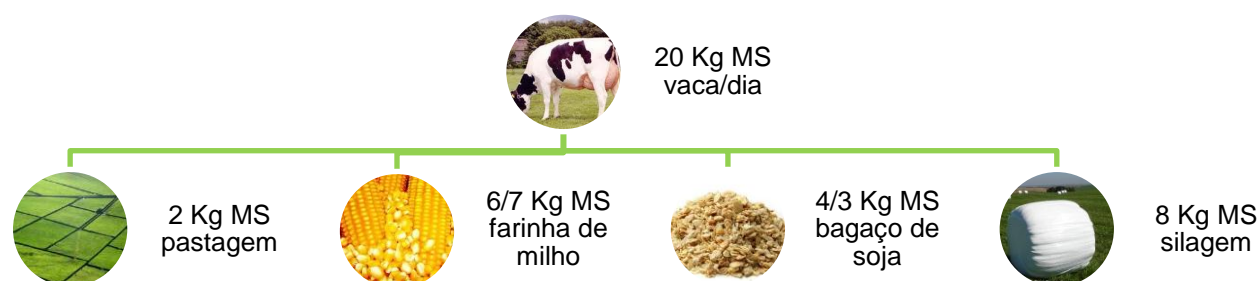 20 Kg MS
vaca/dia
2 Kg MS
pastagem
6/7 Kg MS
farinha de
milho
4/3 Kg MS
bagaço de
soja
8 Kg MS
silagem